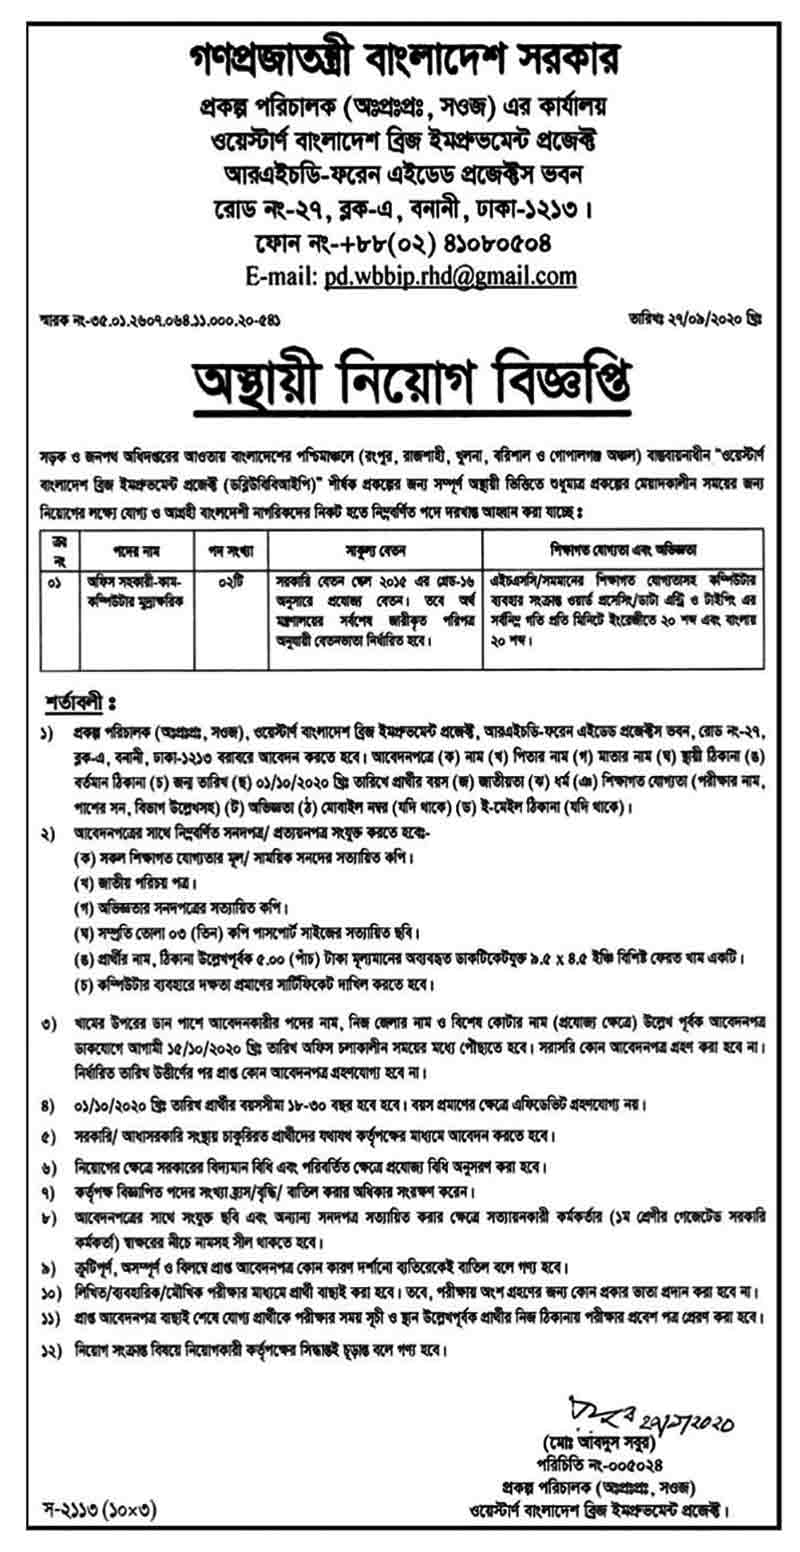 গণপ্রজাতন্ত্রী বাংলাদেশ সরকার
প্রকল্প পরিচালক (অঃপ্রঃপ্রঃ, সওজ) এর কার্যালয়
ওয়েস্টার্ণ বাংলাদেশ ব্রিজ ইমপ্রুভমেন্ট প্রজেক্ট
আরএইচডি-ফরেন এইডেড প্রজেক্টস ভবন
রোড নং-২৭, ব্লক-এ, বনানী, ঢাকা-১২১৩।
ফোন নং-+৮৮(০২) ৪১০৮০৫০৪
E-mail: pd.wbbip.rhd@gmail.com
স্মারক নং-৩৫.০১.২৬০৭.০৬৪.১১.০০০.২০-৫৪১ তারিখঃ ২৭/০৯/২০২০ খ্রিঃ
অস্থায়ী নিয়োগ বিজ্ঞপ্তি
সড়ক ও জনপথ অধিদপ্তরের আওতায় বাংলাদেশের পশ্চিমাঞ্চলে (রংপুর, রাজশাহী, খুলনা, বরিশাল ও গোপালগঞ্জ অঞ্চল) বাস্তবায়নাধীন “ওয়েস্টার্ণ
বাংলাদেশ ব্রিজ ইমপ্রুভমেন্ট প্রজেক্ট (ডব্লিউবিবিআইপি)” শীর্ষক প্রকল্পের জন্য সম্পূর্ণ অস্থায়ী ভিত্তিতে শুধুমাত্র প্রকল্পের মেয়াদকালীন সময়ের জন্য
নিয়োগের লক্ষ্যে যোগ্য ও আগ্রহী বাংলাদেশী নাগরিকদের নিকট হতে নিম্নবর্ণিত পদে দরখাস্ত আহবান করা যাচ্ছে :
ক্রঃ নং পদের নাম পদ সংখ্যা সাকুল্য বেতন শিক্ষাগত যোগ্যতা এবং অভিজ্ঞতা
০১ অফিস সহকারী-কাম- ০২টি সরকারি বেতন স্কেল ২০১৫ এর গ্রেড-১৬ এইচএসসি/সমমানের শিক্ষাগত যোগ্যতাসহ কম্পিউটার
কম্পিউটার মুদ্রাক্ষরিক অনুসারে প্রযোজ্য বেতন। তবে অর্থ ব্যবহার সংক্রান্ত ওয়ার্ড প্রসেসিং/ডাটা এন্ট্রি ও টাইপিং এর
মন্ত্রণালয়ের সর্বশেষ জারীকৃত পরিপত্র সর্বনিম্ন গতি প্রতি মিনিটে ইংরেজীতে ২০ শব্দ এবং বাংলায়
অনুযায়ী বেতনভাতা নির্ধারিত হবে। ২০ শব্দ।
শর্তাবলী :
১) প্রকল্প পরিচালক (অঃপ্রঃপ্রঃ, সওজ), ওয়েস্টার্ণ বাংলাদেশ ব্রিজ ইমপ্রুভমেন্ট প্রজেক্ট, আরএইচডি-ফরেন এইডেড প্রজেক্টস ভবন, রোড নং-২৭,
ব্লক-এ, বনানী, ঢাকা-১২১৩ বরাবরে আবেদন করতে হবে। আবেদনপত্রে (ক) নাম (খ) পিতার নাম (গ) মাতার নাম (ঘ) স্থায়ী ঠিকানা (ঙ)
বর্তমান ঠিকানা (চ) জন্ম তারিখ (ছ) ০১/১০/২০২০ খ্রিঃ তারিখে প্রার্থীর বয়স (জ) জাতীয়তা (ঝ) ধর্ম (ঞ) শিক্ষাগত যোগ্যতা (পরীক্ষার নাম,
পাশের সন, বিভাগ উল্লেখসহ) (ট) অভিজ্ঞতা (ঠ) মোবাইল নম্বর (যদি থাকে) (ড) ই-মেইল ঠিকানা (যদি থাকে)।
২) আবেদনপত্রের সাথে নিম্নবর্ণিত সনদপত্র/ প্রত্যায়নপত্র সংযুক্ত করতে হবেঃ-
(ক) সকল শিক্ষাগত যোগ্যতার মূল/ সাময়িক সনদের সত্যায়িত কপি।
(খ) জাতীয় পরিচয় পত্র।
(গ) অভিজ্ঞতার সনদপত্রের সত্যায়িত কপি।
(ঘ) সম্প্রতি তোলা ০৩ (তিন) কপি পাসপোর্ট সাইজের সত্যায়িত ছবি।
(ঙ) প্রার্থীর নাম, ঠিকানা উল্লেখপূর্বক ৫.০০ (পাঁচ) টাকা মূল্যমানের অব্যবহৃত ডাকটিকেটযুক্ত ৯.৫ x ৪.৫ ইঞ্চি বিশিষ্ট ফেরত খাম একটি।
(চ) কম্পিউটার ব্যবহারে দক্ষতা প্রমাণের সার্টিফিকেট দাখিল করতে হবে।
৩) খামের উপরের ডান পাশে আবেদনকারীর পদের নাম, নিজ জেলার নাম ও বিশেষ কোটার নাম (প্রযোজ্য ক্ষেত্রে) উল্লেখ পূর্বক আবেদনপত্র
ডাকযোগে আগামী ১৫/১০/২০২০ খ্রিঃ তারিখ অফিস চলাকালীন সময়ের মধ্যে পৌছাতে হবে। সরাসরি কোন আবেদনপত্র গ্রহণ করা হবে না।
নির্ধারিত তারিখ উত্তীর্ণের পর প্রাপ্ত কোন আবেদনপত্র গ্রহণযোগ্য হবে না।
৪) ০১/১০/২০২০ খ্রিঃ তারিখ প্রার্থীর বয়সসীমা ১৮-৩০ বছর হবে হবে। বয়স প্রমাণের ক্ষেত্রে এফিডেভিট গ্রহণযোগ্য নয়।
৫) সরকারি/ আধাসরকারি সংস্থায় চাকুরিরত প্রার্থীদের যথাযথ কর্তৃপক্ষের মাধ্যমে আবেদন করতে হবে।
৬) নিয়োগের ক্ষেত্রে সরকারের বিদ্যমান বিধি এবং পরিবর্তিত ক্ষেত্রে প্রযোজ্য বিধি অনুসরণ করা হবে।
৭) কর্তৃপক্ষ বিজ্ঞাপিত পদের সংখ্যা হ্রাস/বৃদ্ধি/ বাতিল করার অধিকার সংরক্ষণ করেন।
৮) আবেদনপত্রের সাথে সংযুক্ত ছবি এবং অন্যান্য সনদপত্র সত্যায়িত করার ক্ষেত্রে সত্যায়নকারী কর্মকর্তার (১ম শ্রেণীর গেজেটেড সরকারি
কর্মকর্তা) স্বাক্ষরের নীচে নামসহ সীল থাকতে হবে।
৯) ত্রুটিপূর্ণ, অসম্পূর্ণ ও বিলম্বে প্রাপ্ত আবেদনপত্র কোন কারণ দর্শানো ব্যতিরেকেই বাতিল বলে গণ্য হবে।
১০) লিখিত/ব্যবহারিক/মৌখিক পরীক্ষার মাধ্যমে প্রার্থী বাছাই করা হবে। তবে, পরীক্ষায় অংশ গ্রহণের জন্য কোন প্রকার ভাতা প্রদান করা হবে না।
১১) প্রাপ্ত আবেদনপত্র বাছাই শেষে যোগ্য প্রার্থীকে পরীক্ষার সময় সূচী ও স্থান উল্লেখপূর্বক প্রার্থীর নিজ ঠিকানায় পরীক্ষার প্রবেশ পত্র প্রেরণ করা হবে।
১২) নিয়োগ সংক্রান্ত বিষয়ে নিয়োগকারী কর্তৃপক্ষের সিদ্ধান্তই চূড়ান্ত বলে গণ্য হবে।
২৭/৯/২০২০
(মোঃ আবদুস সবুর)
পরিচিতি নং-০০৫০২৪
প্রকল্প পরিচালক (অঃপ্রঃপ্রঃ, সওজ)
স-২১১৩ (১০×৩) ওয়েস্টার্ণ বাংলাদেশ ব্রিজ ইমপ্রুভমেন্ট প্রজেক্ট।